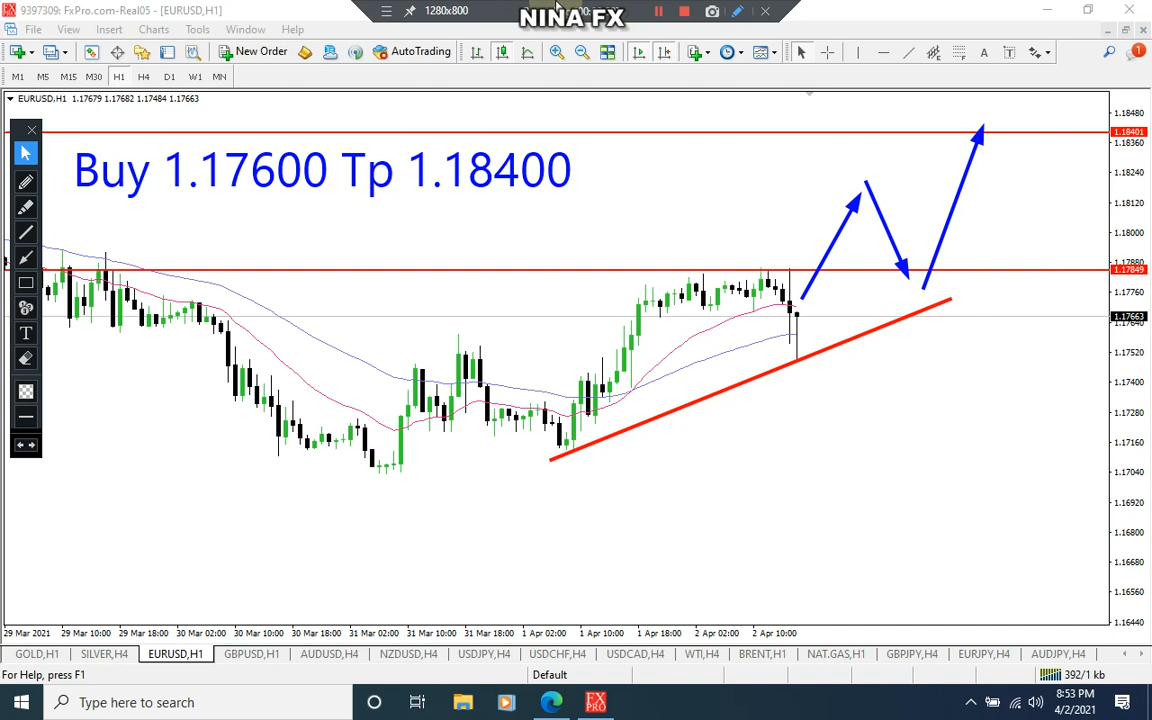 9397309: FxPro.com-Real05 - [EURUSD,H1]
1280x800
NINA FX
File View Insert Charts Tools Window Help
New Order AutoTrading
1
M1 M5 M15 M30 H1 H4 D1 W1 MN
EURUSD,H1 1.17679 1.17682 1.17484 1.17663
Buy 1.17600 Tp 1.18400
1.18480
1.18401
1.18360
1.18240
1.18120
1.18000
1.17880
1.17849
1.17760
1.17663
1.17640
1.17520
1.17400
1.17280
1.17160
1.17040
1.16920
1.16800
1.16680
1.16560
1.16440
29 Mar 2021 29 Mar 10:00 29 Mar 18:00 30 Mar 02:00 30 Mar 10:00 30 Mar 18:00 31 Mar 02:00 31 Mar 10:00 31 Mar 18:00 1 Apr 02:00 1 Apr 10:00 1 Apr 18:00 2 Apr 02:00 2 Apr 10:00
GOLD,H1 SILVER,H4 EURUSD,H1 GBPUSD,H1 AUDUSD,H4 NZDUSD,H4 USDJPY,H4 USDCHF,H4 USDCAD,H4 WTI,H4 BRENT,H1 NAT.GAS,H1 GBPJPY,H4 EURJPY,H4 AUDJPY,H4
For Help, press F1 Default 392/1 kb
Type here to search
FX PRO
8:53 PM
4/2/2021